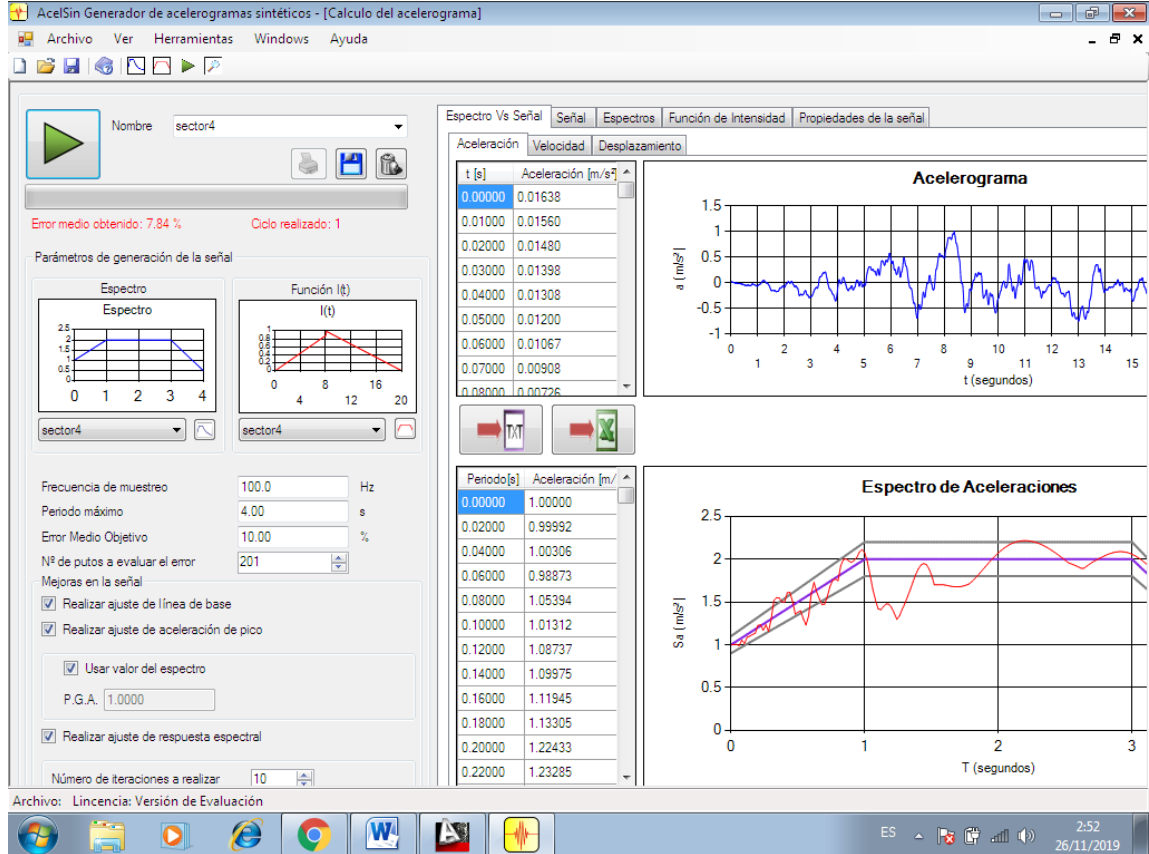 AcelSin Generador de acelerogramas sintéticos - [Calculo del acelerograma]
Archivo Ver Herramientas Windows Ayuda
Nombre sector4
Error medio obtenido: 7.84 % Ciclo realizado: 1
Parámetros de generación de la señal
Espectro
Espectro
2.5
2
1.5
1
0.5
0
0 1 2 3 4
sector4
Función I(t)
I(t)
1
0.8
0.6
0.4
0.2
0
0 8 16
4 12 20
sector4
Frecuencia de muestreo 100.0 Hz
Periodo máximo 4.00 s
Error Medio Objetivo 10.00 %
Nº de putos a evaluar el error 201
Mejoras en la señal
Realizar ajuste de línea de base
Realizar ajuste de aceleración de pico
Usar valor del espectro
P.G.A. 1.0000
Realizar ajuste de respuesta espectral
Número de iteraciones a realizar 10
Espectro Vs Señal Señal Espectros Función de Intensidad Propiedades de la señal
Aceleración Velocidad Desplazamiento
t [s] Aceleración [m/s²]
0.00000 0.01638
0.01000 0.01560
0.02000 0.01480
0.03000 0.01398
0.04000 0.01308
0.05000 0.01200
0.06000 0.01067
0.07000 0.00908
0.08000 0.00726
Acelerograma
a [m/s²]
1.5
1
0.5
0
-0.5
-1
0 2 4 6 8 10 12 14
1 3 5 7 9 11 13 15
t (segundos)
TXT
Periodo[s] Aceleración [m/
0.00000 1.00000
0.02000 0.99992
0.04000 1.00306
0.06000 0.98873
0.08000 1.05394
0.10000 1.01312
0.12000 1.08737
0.14000 1.09975
0.16000 1.11945
0.18000 1.13305
0.20000 1.22433
0.22000 1.23285
Espectro de Aceleraciones
Sa [m/s²]
2.5
2
1.5
1
0.5
0
0 1 2 3
T (segundos)
Archivo: Lincencia: Versión de Evaluación
ES
2:52
26/11/2019